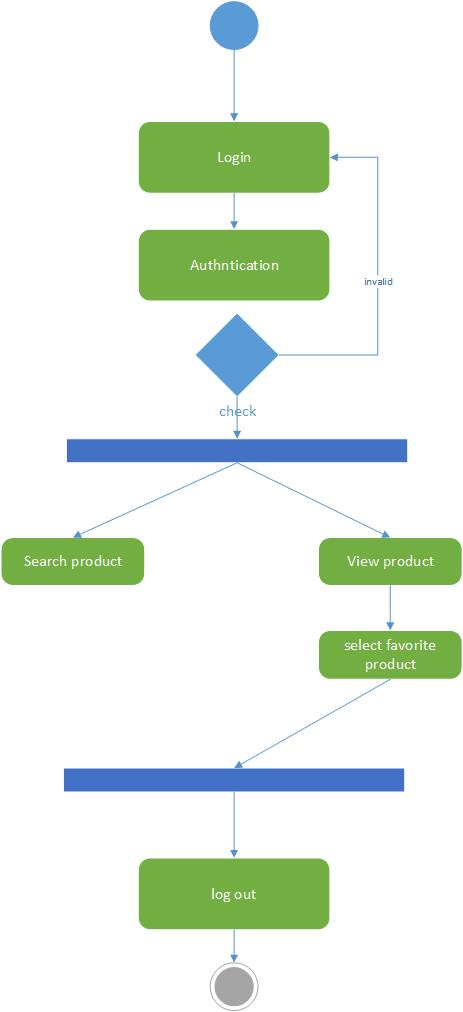 Login
Authntication
invalid
check
Search product
View product
select favorite
product
log out